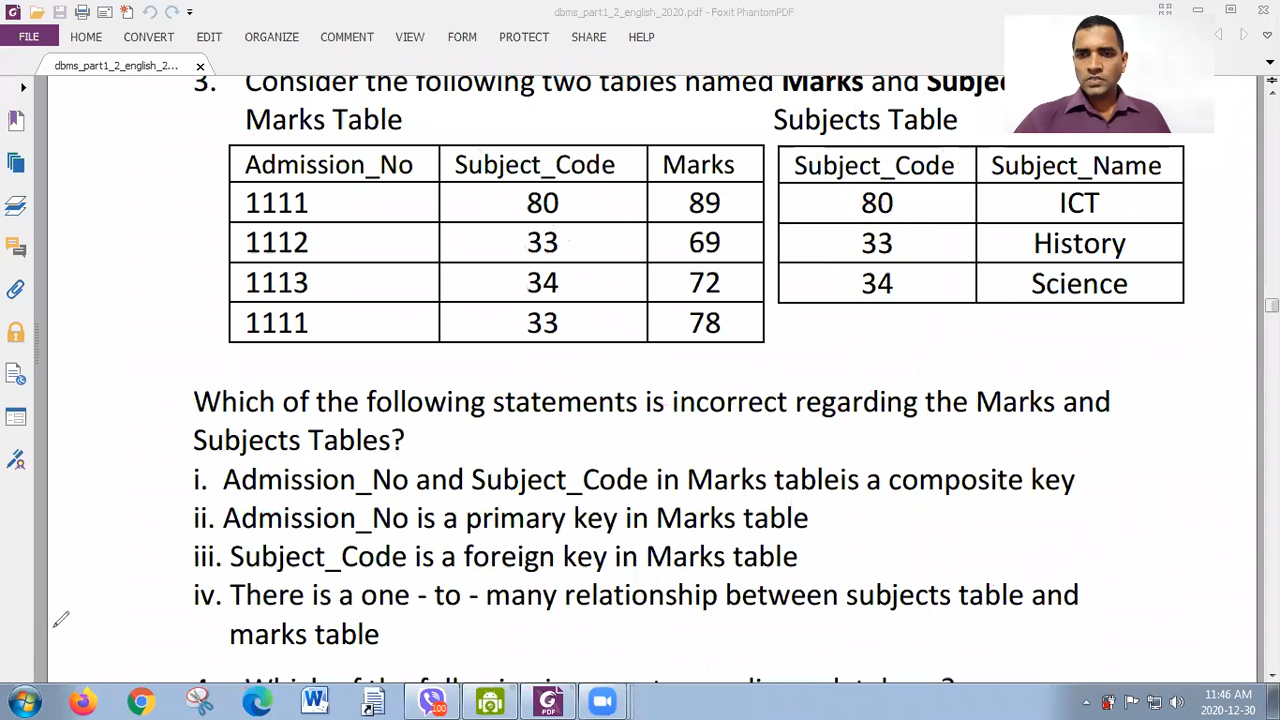 dbms_part1_2_english_2020.pdf - Foxit PhantomPDF
FILE HOME CONVERT EDIT ORGANIZE COMMENT VIEW FORM PROTECT SHARE HELP
dbms_part1_2_english_2...
3. Consider the following two tables named Marks and Subjec
Marks Table Subjects Table
Admission_No Subject_Code Marks Subject_Code Subject_Name
1111 80 89 80 ICT
1112 33 69 33 History
1113 34 72 34 Science
1111 33 78
Which of the following statements is incorrect regarding the Marks and
Subjects Tables?
i. Admission_No and Subject_Code in Marks tableis a composite key
ii. Admission_No is a primary key in Marks table
iii. Subject_Code is a foreign key in Marks table
iv. There is a one - to - many relationship between subjects table and
marks table
100
PDF
11:46 AM
2020-12-30